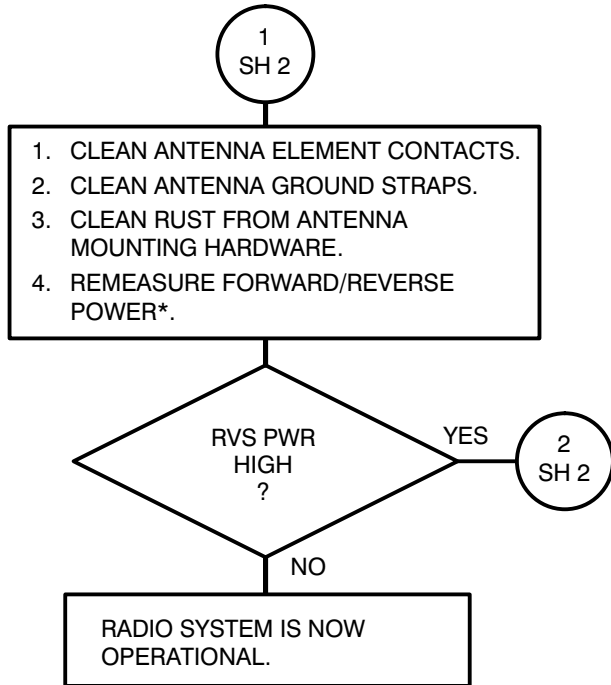 1
SH 2
1. CLEAN ANTENNA ELEMENT CONTACTS.
2. CLEAN ANTENNA GROUND STRAPS.
3. CLEAN RUST FROM ANTENNA
MOUNTING HARDWARE.
4. REMEASURE FORWARD/REVERSE
POWER*.
RVS PWR
HIGH
?
YES
2
SH 2
NO
RADIO SYSTEM IS NOW
OPERATIONAL.